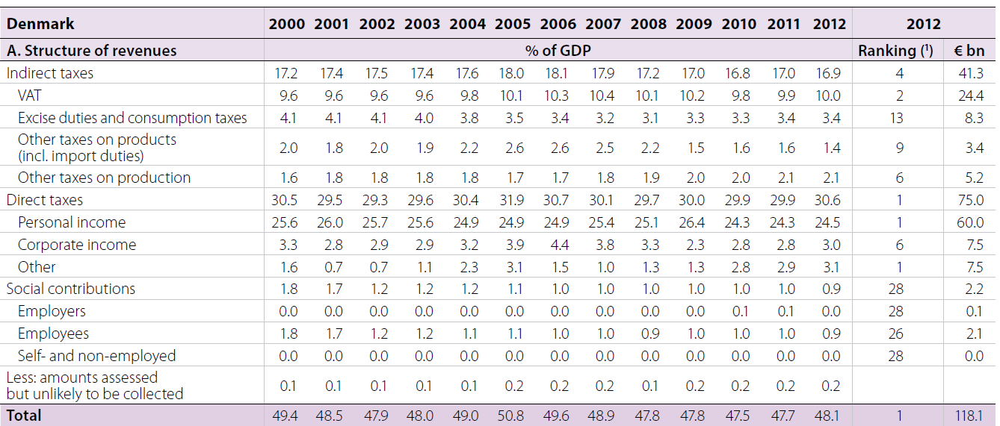 Denmark 2000 2001 2002 2003 2004 2005 2006 2007 2008 2009 2010 2011 2012 2012
A. Structure of revenues % of GDP Ranking (¹) € bn
Indirect taxes 17.2 17.4 17.5 17.4 17.6 18.0 18.1 17.9 17.2 17.0 16.8 17.0 16.9 4 41.3
VAT 9.6 9.6 9.6 9.6 9.8 10.1 10.3 10.4 10.1 10.2 9.8 9.9 10.0 2 24.4
Excise duties and consumption taxes 4.1 4.1 4.1 4.0 3.8 3.5 3.4 3.2 3.1 3.3 3.3 3.4 3.4 13 8.3
Other taxes on products
(incl. import duties) 2.0 1.8 2.0 1.9 2.2 2.6 2.6 2.5 2.2 1.5 1.6 1.6 1.4 9 3.4
Other taxes on production 1.6 1.8 1.8 1.8 1.8 1.7 1.7 1.8 1.9 2.0 2.0 2.1 2.1 6 5.2
Direct taxes 30.5 29.5 29.3 29.6 30.4 31.9 30.7 30.1 29.7 30.0 29.9 29.9 30.6 1 75.0
Personal income 25.6 26.0 25.7 25.6 24.9 24.9 24.9 25.4 25.1 26.4 24.3 24.3 24.5 1 60.0
Corporate income 3.3 2.8 2.9 2.9 3.2 3.9 4.4 3.8 3.3 2.3 2.8 2.8 3.0 6 7.5
Other 1.6 0.7 0.7 1.1 2.3 3.1 1.5 1.0 1.3 1.3 2.8 2.9 3.1 1 7.5
Social contributions 1.8 1.7 1.2 1.2 1.2 1.1 1.0 1.0 1.0 1.0 1.0 1.0 0.9 28 2.2
Employers 0.0 0.0 0.0 0.0 0.0 0.0 0.0 0.0 0.0 0.0 0.1 0.1 0.0 28 0.1
Employees 1.8 1.7 1.2 1.2 1.1 1.1 1.0 1.0 0.9 1.0 1.0 1.0 0.9 26 2.1
Self- and non-employed 0.0 0.0 0.0 0.0 0.0 0.0 0.0 0.0 0.0 0.0 0.0 0.0 0.0 28 0.0
Less: amounts assessed
but unlikely to be collected 0.1 0.1 0.1 0.1 0.1 0.2 0.2 0.2 0.1 0.2 0.2 0.2 0.2
Total 49.4 48.5 47.9 48.0 49.0 50.8 49.6 48.9 47.8 47.8 47.5 47.7 48.1 1 118.1